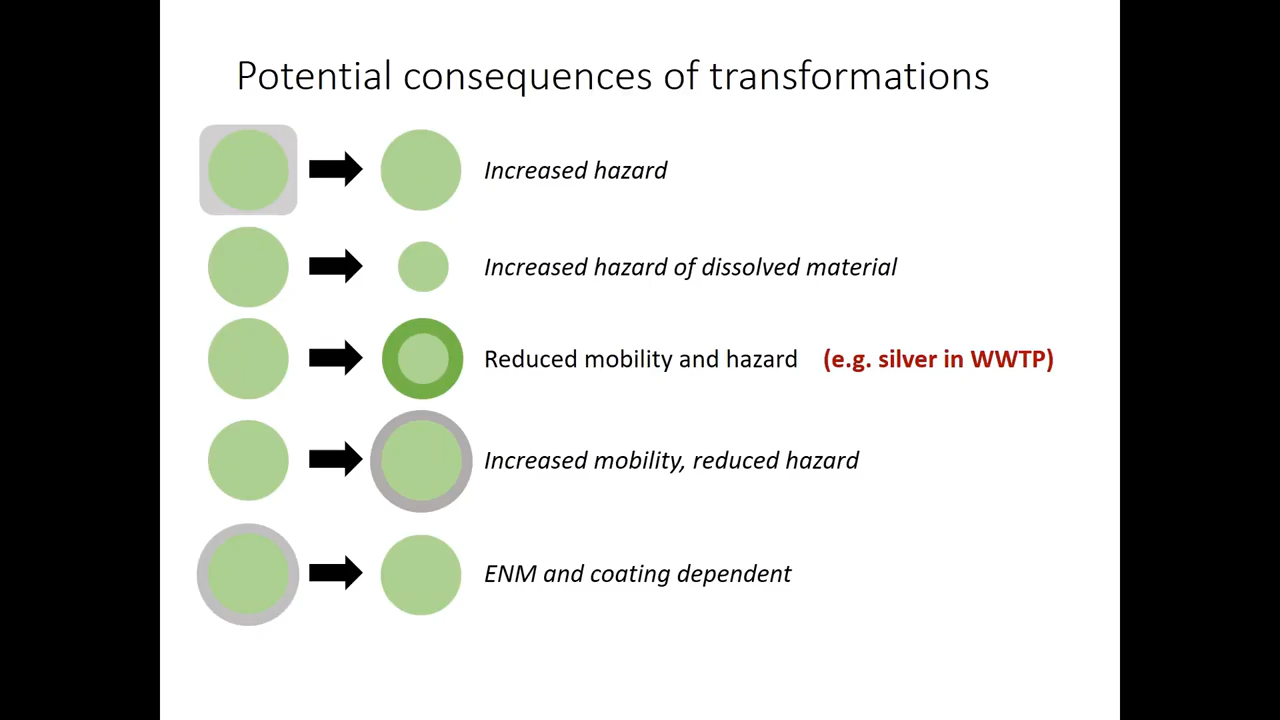 Potential consequences of transformations
Increased hazard
Increased hazard of dissolved material
Reduced mobility and hazard (e.g. silver in WWTP)
Increased mobility, reduced hazard
ENM and coating dependent